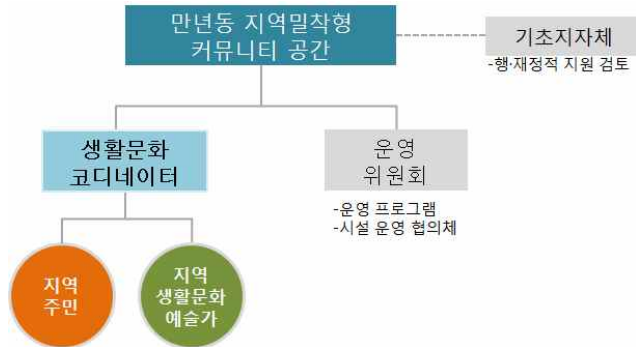 만년동 지역밀착형
커뮤니티 공간
기초지자체
-행·재정적 지원 검토
생활문화
코디네이터
운영
위원회
-운영 프로그램
-시설 운영 협의체
지역
주민
지역
생활문화
예술가